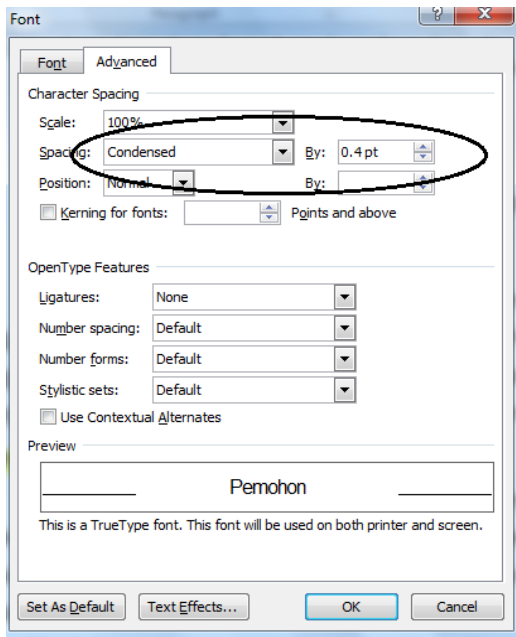 Font
Font Advanced
Character Spacing
Scale: 100%
Spacing: Condensed By: 0.4 pt
Position: Normal By:
Kerning for fonts: Points and above
OpenType Features
Ligatures: None
Number spacing: Default
Number forms: Default
Stylistic sets: Default
Use Contextual Alternates
Preview
Pemohon
This is a TrueType font. This font will be used on both printer and screen.
Set As Default Text Effects... OK Cancel